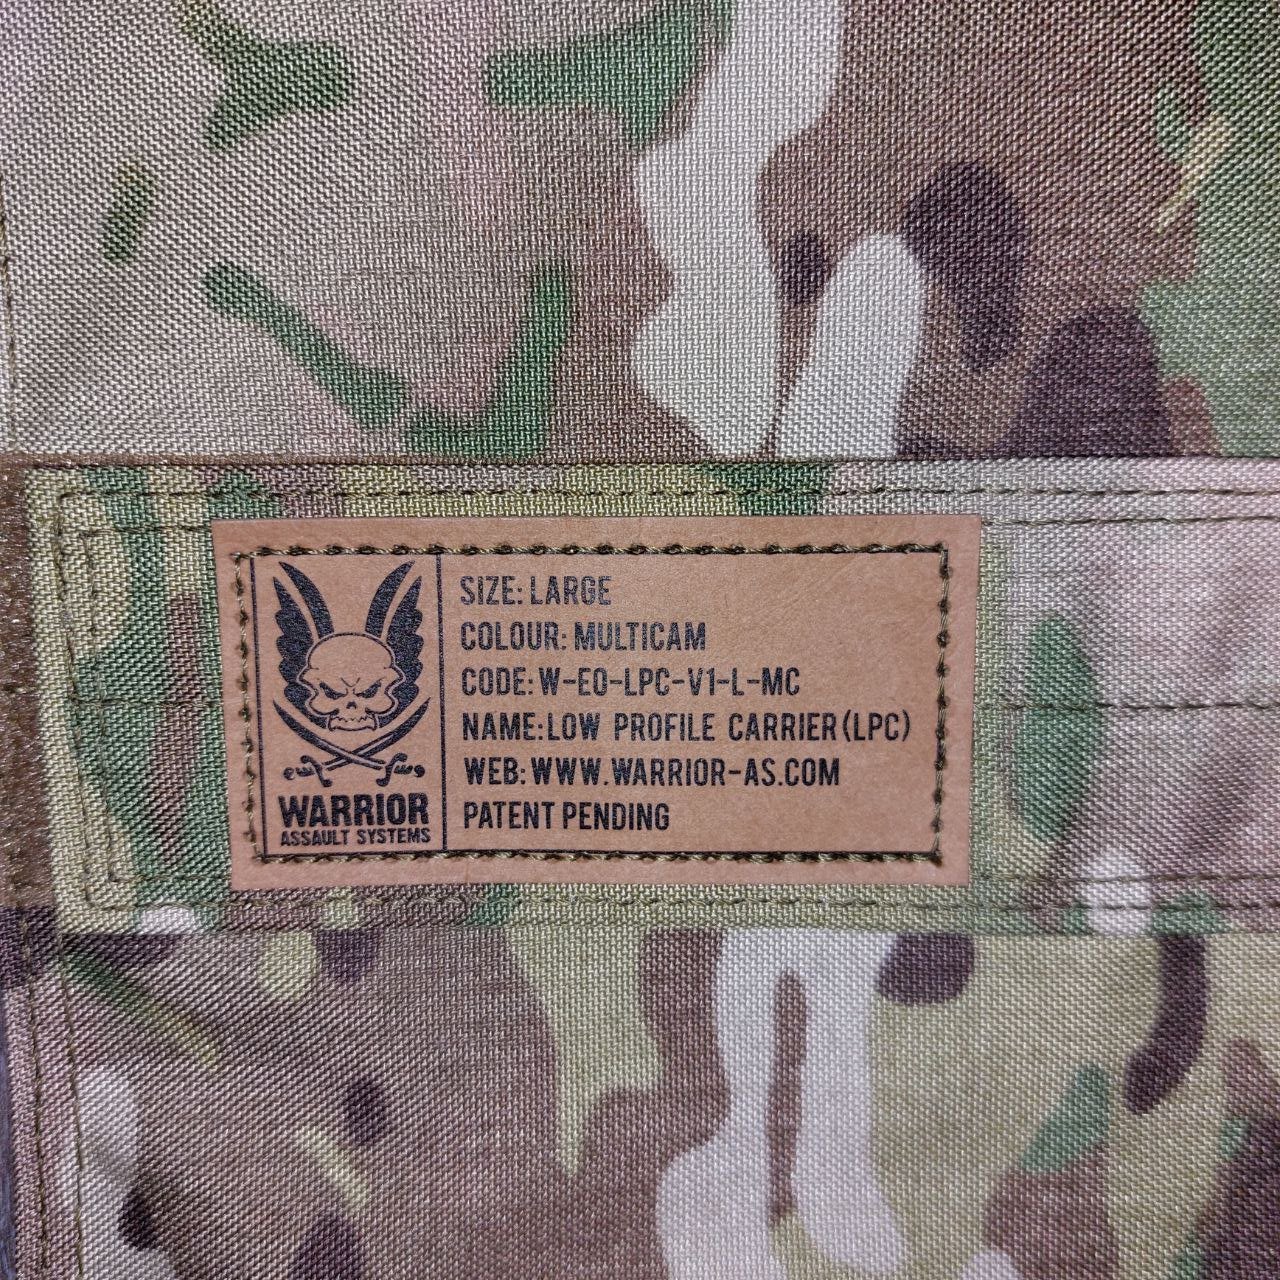 WARRIOR
ASSAULT SYSTEMS
SIZE: LARGE
COLOUR: MULTICAM
CODE: W-EO-LPC-V1-L-MC
NAME: LOW PROFILE CARRIER (LPC)
WEB: WWW.WARRIOR-AS.COM
PATENT PENDING